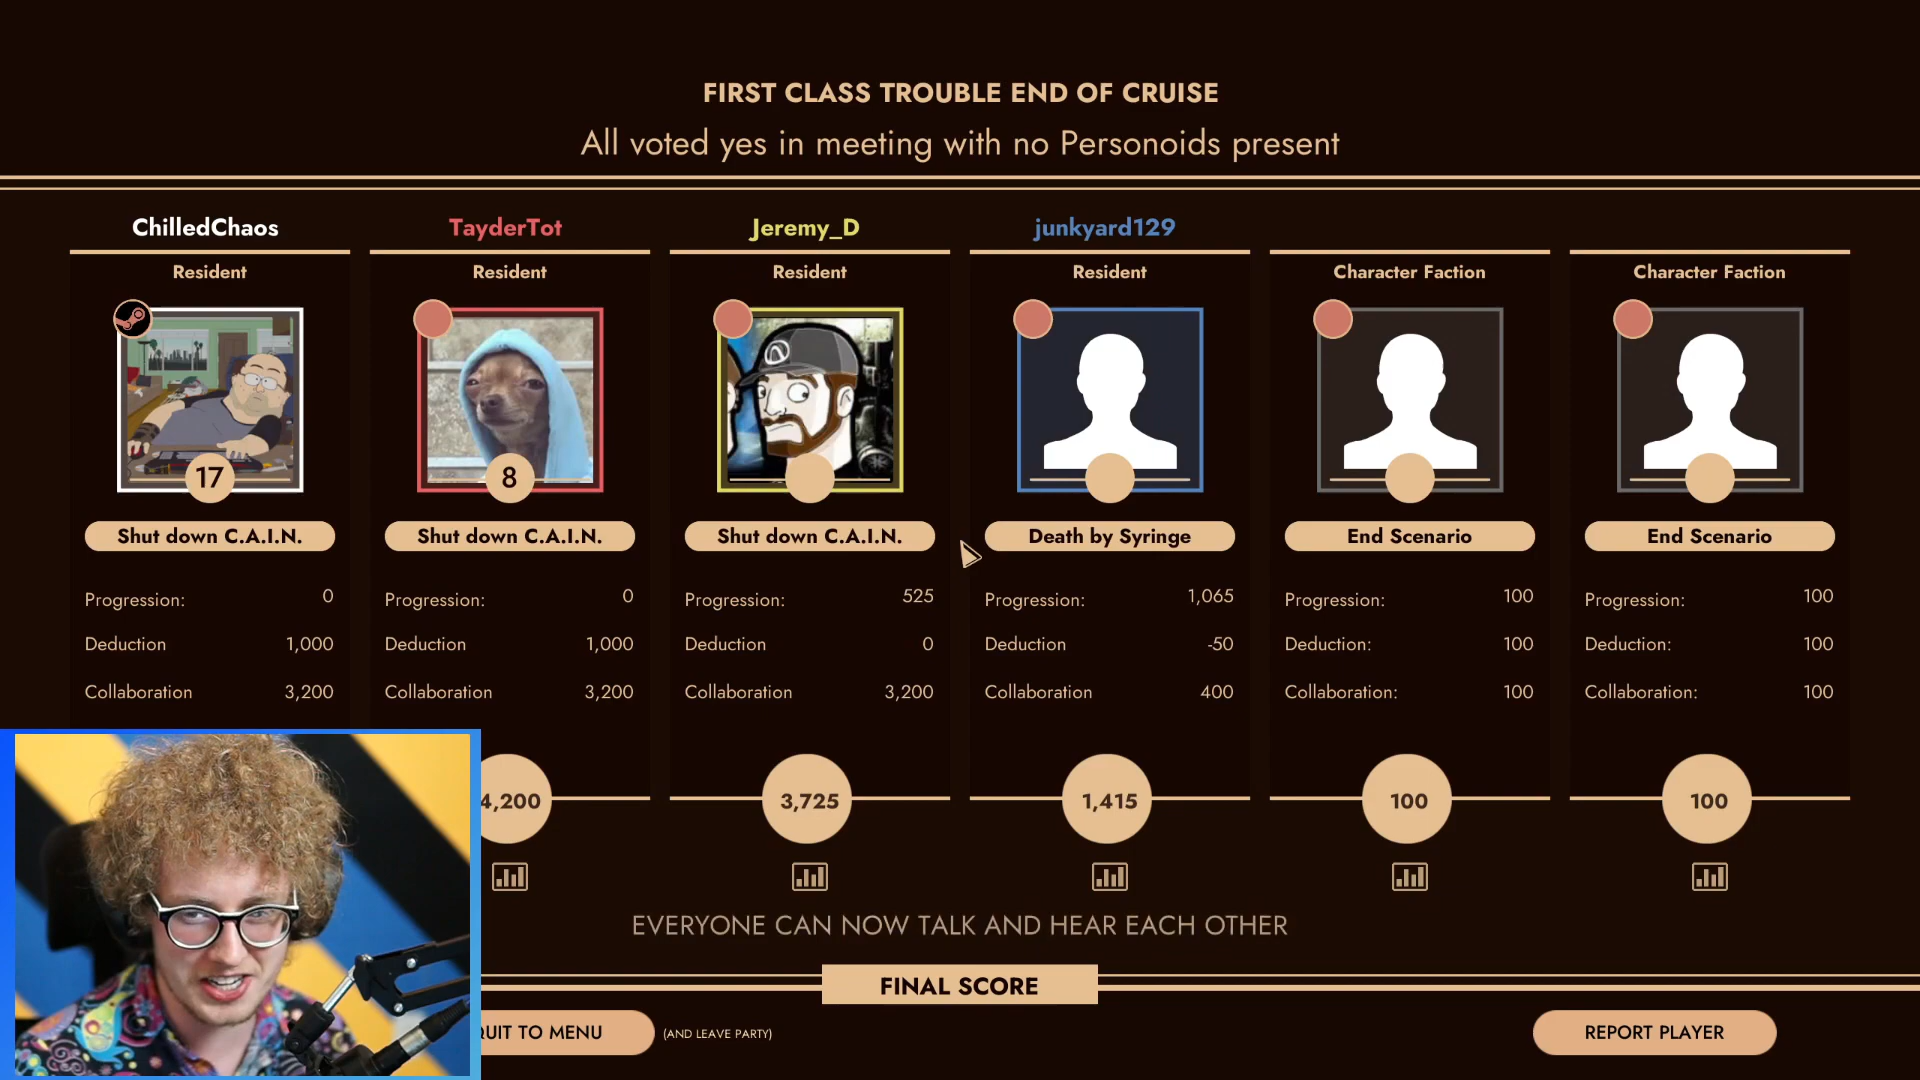 FIRST CLASS TROUBLE END OF CRUISE
All voted yes in meeting with no Personoids present
ChilledChaos
TayderTot
Jeremy_D
junkyard129
Resident
Resident
Resident
Resident
Character Faction
Character Faction
17
8
Shut down C.A.I.N.
Shut down C.A.I.N.
Shut down C.A.I.N.
Death by Syringe
End Scenario
End Scenario
Progression: 0
Progression: 0
Progression: 525
Progression: 1,065
Progression: 100
Progression: 100
Deduction 1,000
Deduction 1,000
Deduction 0
Deduction -50
Deduction: 100
Deduction: 100
Collaboration 3,200
Collaboration 3,200
Collaboration 3,200
Collaboration 400
Collaboration: 100
Collaboration: 100
4,200
3,725
1,415
100
100
EVERYONE CAN NOW TALK AND HEAR EACH OTHER
FINAL SCORE
QUIT TO MENU
(AND LEAVE PARTY)
REPORT PLAYER